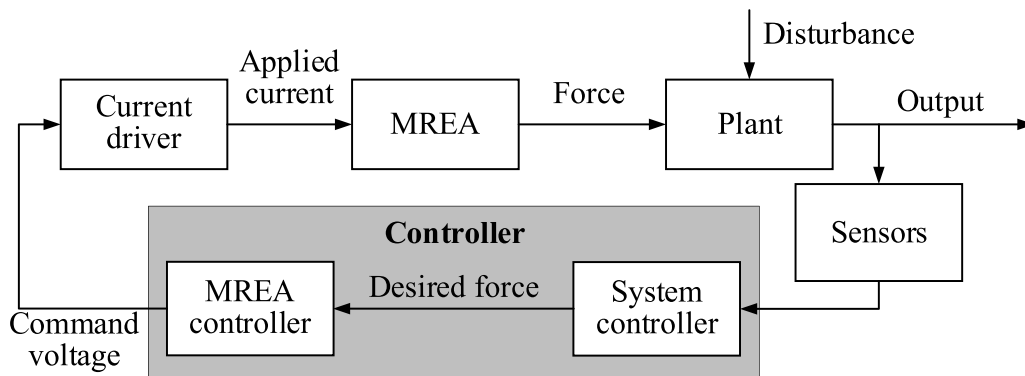 Disturbance
Applied
current
Current
driver
MREA
Force
Plant
Output
Sensors
Controller
MREA
controller
Desired force
System
controller
Command
voltage